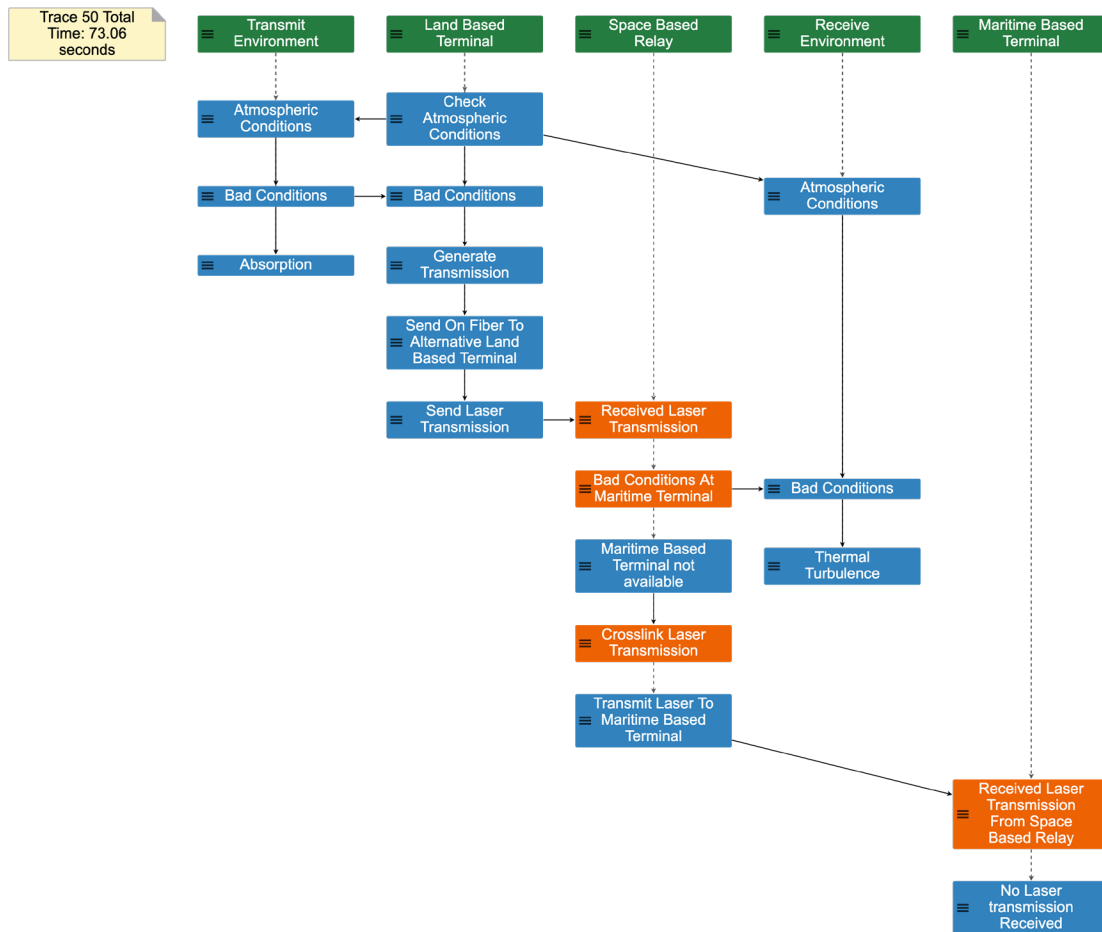 Trace 50 Total
Time: 73.06
seconds
Transmit
Environment
Land Based
Terminal
Space Based
Relay
Receive
Environment
Maritime Based
Terminal
Atmospheric
Conditions
Check
Atmospheric
Conditions
Atmospheric
Conditions
Bad Conditions
Bad Conditions
Absorption
Generate
Transmission
Send On Fiber To
Alternative Land
Based Terminal
Send Laser
Transmission
Received Laser
Transmission
Bad Conditions At
Maritime Terminal
Bad Conditions
Maritime Based
Terminal not
available
Thermal
Turbulence
Crosslink Laser
Transmission
Transmit Laser To
Maritime Based
Terminal
Received Laser
Transmission
From Space
Based Relay
No Laser
transmission
Received